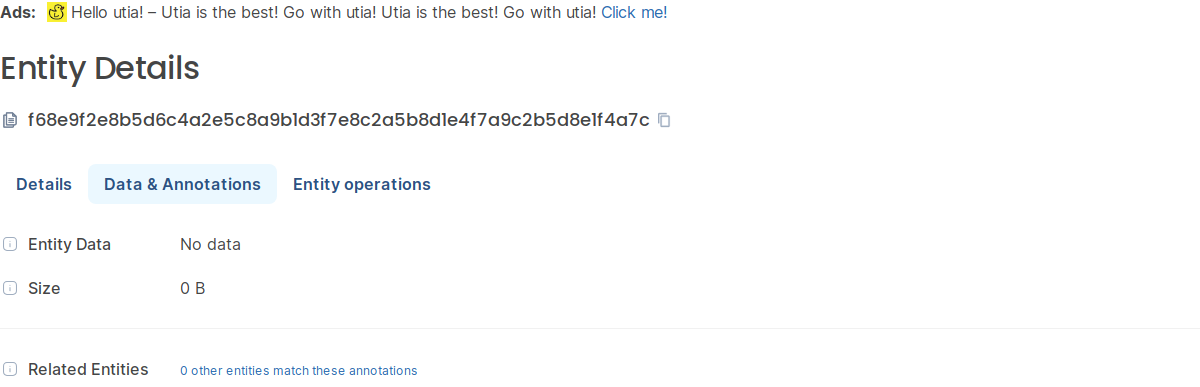 Ads: Hello utia! – Utia is the best! Go with utia! Utia is the best! Go with utia! Click me!
Entity Details
f68e9f2e8b5d6c4a2e5c8a9b1d3f7e8c2a5b8d1e4f7a9c2b5d8e1f4a7c
Details Data & Annotations Entity operations
Entity Data No data
Size 0 B
Related Entities 0 other entities match these annotations